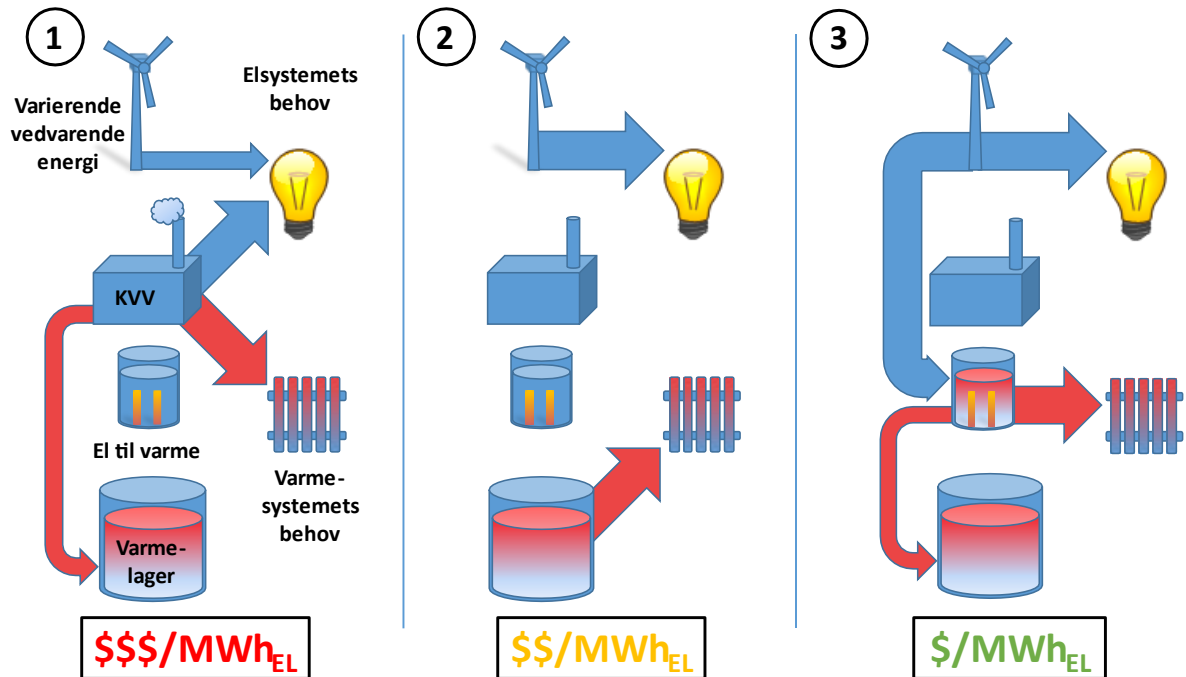 1
Varierende
vedvarende
energi
Elsystemets
behov
KVV
El til varme
Varme-
systemets
behov
Varme-
lager
$$$/MWhEL
2
$$/MWhEL
3
$/MWhEL